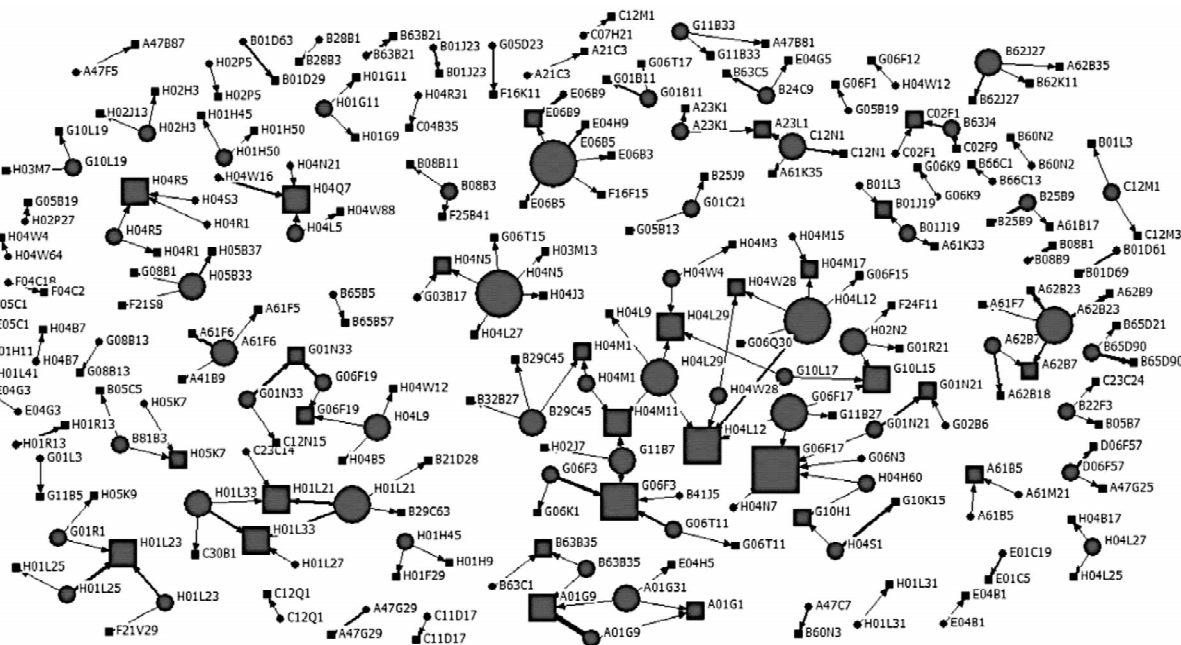 C12M1
G11B33
C07H21
B63B21
B28B1
B01D63
G05D23
B01J23
A47B81
G11B33
B62J27
A62B35
A47B87
B63B21
A21C3
B28B3
G06T17
E04G5
G06F12
A47F5
H02P5
B01J23
A21C3
G01B11
B63C5
B01D29
B62K11
G06F1
H04W12
H02H3
H01G11
H04R31
F16K11
E06B9
G01B11
B24C9
B62J27
H02P5
H02J13
H01H45
H01G11
E06B9
A23K1
G05B19
C02F1
G10L19
H02H3
H01H50
H01G9
C04B35
E04H9
A23K1
A23L1
C12N1
B63J4
B60N2
B01L3
E06B5
C02F9
H01H50
E06B3
C12N1
C02F1
H03M7
G10L19
H04N21
B08B11
G06K9
B66C1
B60N2
H04W16
B25J9
A61K35
B66C13
H04R5
H04Q7
B08B3
F16F15
B01L3
G06K9
B25B9
C12M1
G05B19
H04S3
H04W88
F25B41
E06B5
G01C21
B01J19
H02P27
H04R1
H04L5
G05B13
B25B9
A61B17
H04W4
H04R5
G06T15
H04M3
H04M15
B01J19
C12M3
H04W64
H04R1
H05B37
H03M13
A61K33
B08B1
B01D61
G08B1
H05B33
H04N5
H04N5
H04W4
H04M17
B08B9
B01D69
F04C18
H04W28
G06F15
F04C2
B65B5
G03B17
H04J3
A62B23
A62B9
F21S8
H04L12
F24F11
A61F7
A62B23
A61F6
A61F5
H04L9
H04L29
B65D21
B65B57
H04L27
H02N2
A62B7
H04B7
G08B13
A61F6
G06Q30
G01R21
B65D90
G01N33
H04M1
H04L29
G10L15
A62B7
B65D90
H04B7
B29C45
G10L17
G01N21
G08B13
A41B9
G06F19
H04M1
H04W28
C23C24
B05C5
G01N33
H04W12
B32B27
G06F17
A62B18
B22F3
E04G3
H05K7
G06F19
H04L9
B29C45
H04M11
G11B27
G06B2
B05B7
H01R13
H04L12
G01N21
H01R13
B81B3
C12N15
H02J7
G11B7
G06F17
D06F57
G01L3
H05K7
C23C14
H04B5
B21D28
G06N3
D06F57
G06F3
A61B5
H01L33
H01L21
H01L21
G06F3
H04H60
A47G25
G11B5
H05K9
B41J5
A61M21
H04N7
G10K15
B29C63
G06K1
A61B5
H04B17
G01R1
H01L33
H01H45
G06T11
G10H1
H01L23
B63B35
G06T11
H04S1
H04L27
H01L25
C30B1
H01L27
H01H9
B63B35
E04H5
E01C19
H01F29
H01L31
E01C5
H04L25
H01L25
H01L23
C12Q1
B63C1
A01G9
A01G31
A01G1
A47C7
E04B1
A47G29
C11D17
C12Q1
H01L31
E04B1
F21V29
A47G29
C11D17
A01G9
B60N3